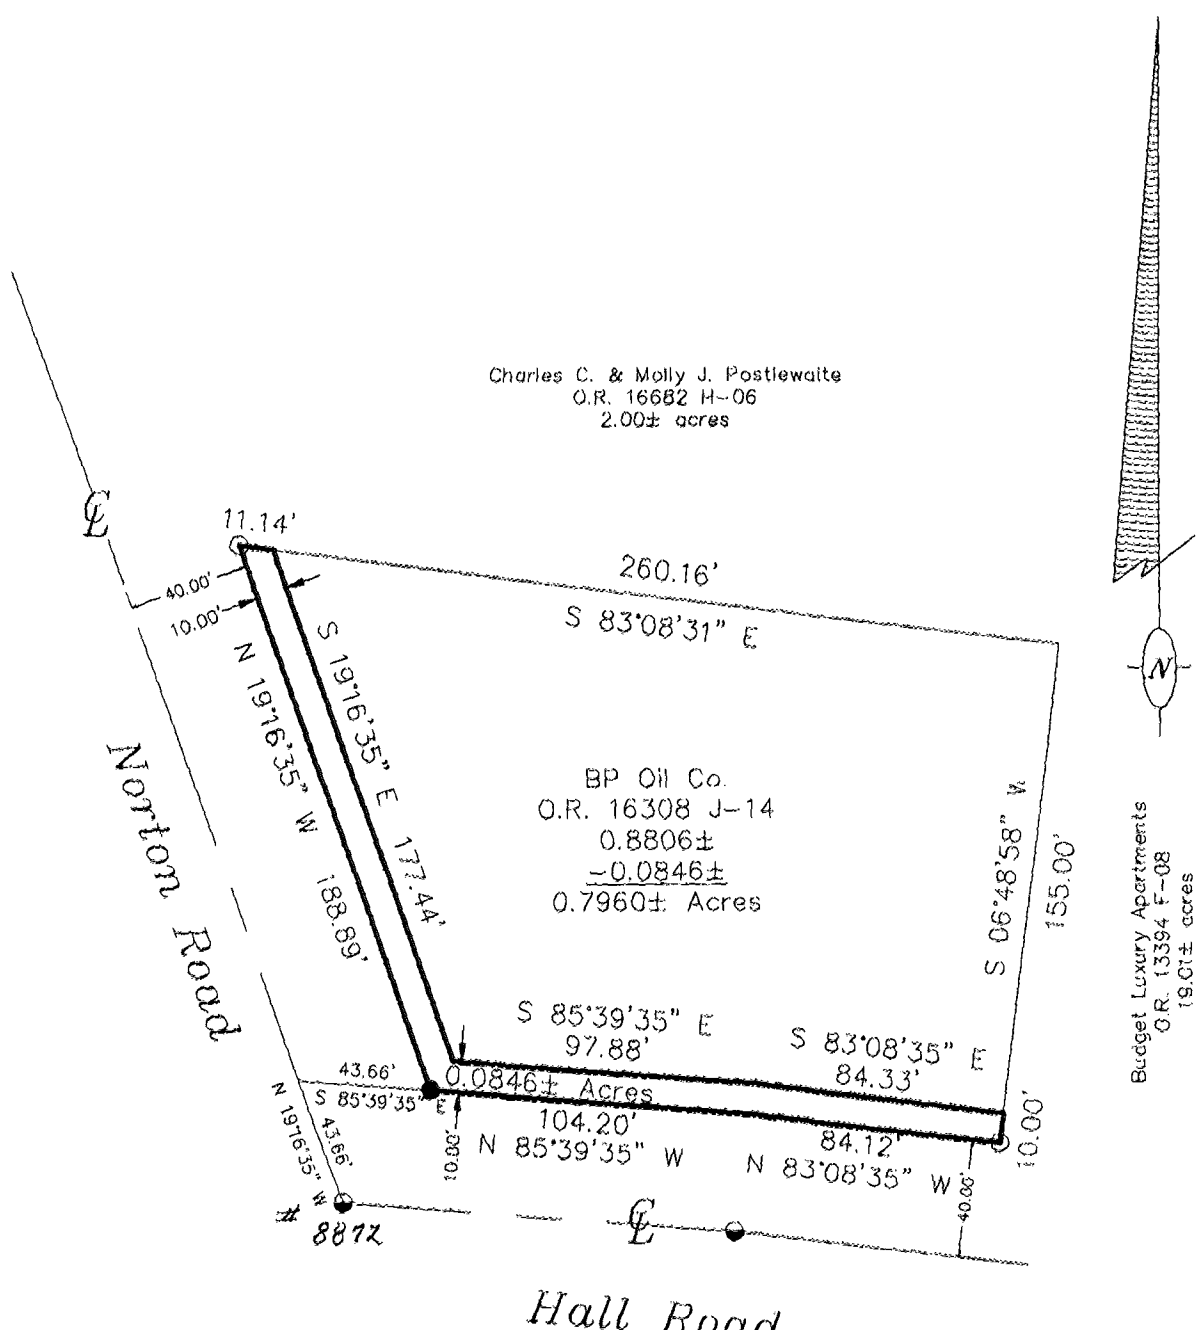 Charles C. & Molly J. Postlewaite
O.R. 16682 H-06
2.00± acres
℄
11.14'
40.00'
10.00'
260.16'
S 83°08'31" E
N 19°16'35" W 188.89'
S 19°16'35" E 177.44'
Norton Road
BP Oil Co.
O.R. 16308 J-14
0.8806±
-0.0846±
0.7960± Acres
S 06°48'58" W
155.00'
N
Budget Luxury Apartments
O.R. 13394 F-08
19.01± acres
S 85°39'35" E
97.88'
S 83°08'35" E
84.33'
43.66'
S 85°39'35" E
0.0846± Acres
104.20'
N 85°39'35" W
84.12'
N 83°08'35" W
10.00'
10.00'
40.00'
N 19°16'35" W
43.66'
# 8872
℄
Hall Road